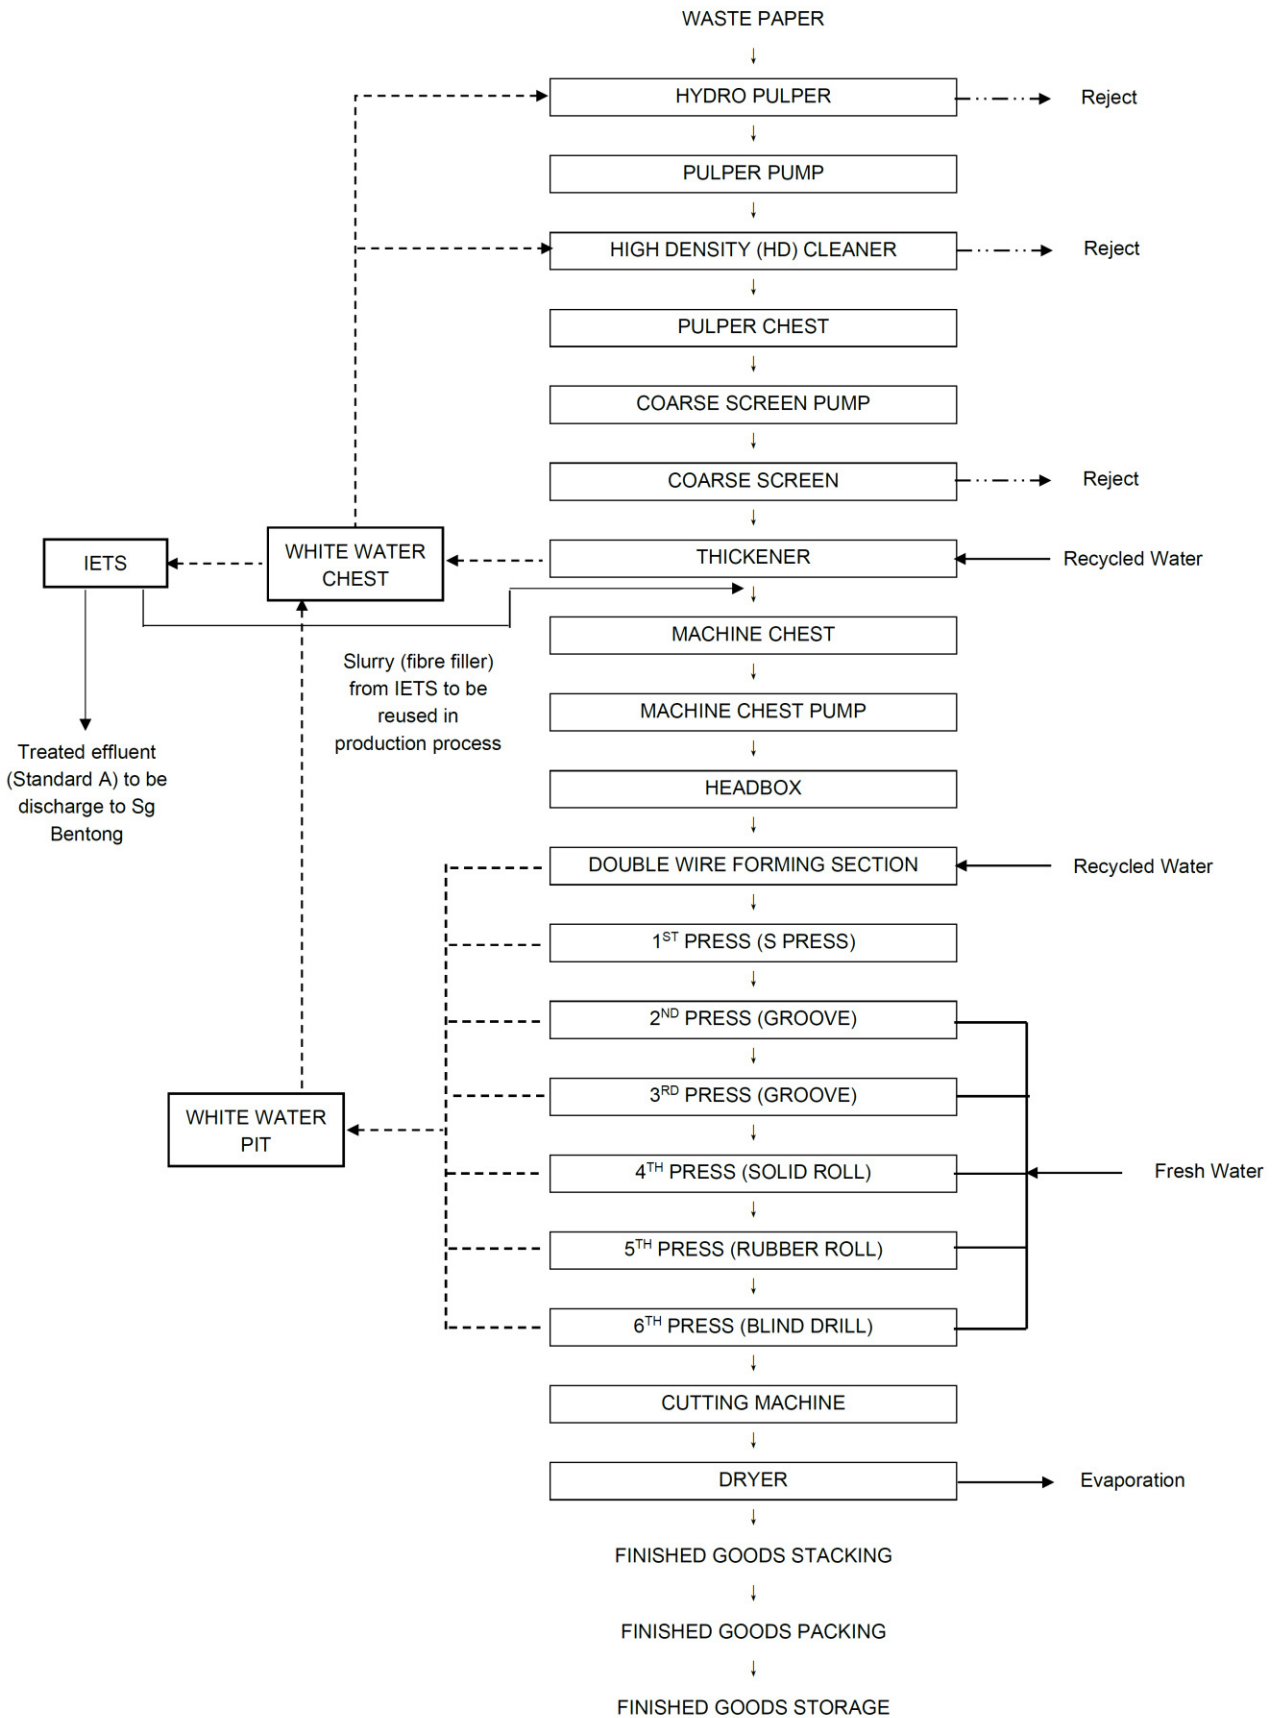 WASTE PAPER
HYDRO PULPER
Reject
PULPER PUMP
HIGH DENSITY (HD) CLEANER
Reject
PULPER CHEST
COARSE SCREEN PUMP
COARSE SCREEN
Reject
IETS
WHITE WATER
CHEST
THICKENER
Recycled Water
MACHINE CHEST
Slurry (fibre filler)
from IETS to be
reused in
production process
MACHINE CHEST PUMP
Treated effluent
(Standard A) to be
discharge to Sg
Bentong
HEADBOX
DOUBLE WIRE FORMING SECTION
Recycled Water
1ST PRESS (S PRESS)
2ND PRESS (GROOVE)
3RD PRESS (GROOVE)
WHITE WATER
PIT
4TH PRESS (SOLID ROLL)
Fresh Water
5TH PRESS (RUBBER ROLL)
6TH PRESS (BLIND DRILL)
CUTTING MACHINE
DRYER
Evaporation
FINISHED GOODS STACKING
FINISHED GOODS PACKING
FINISHED GOODS STORAGE